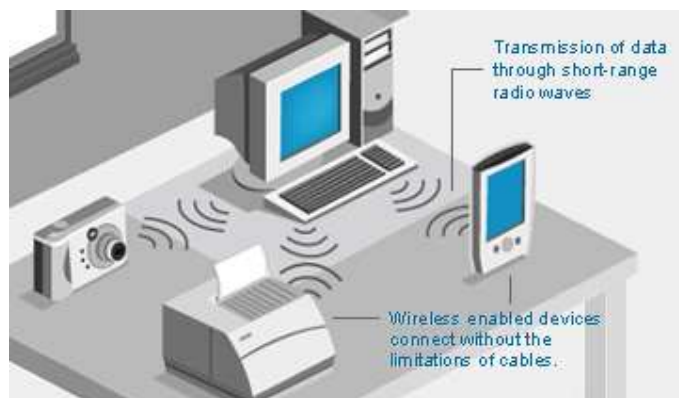 Transmission of data
through short-range
radio waves
Wireless enabled devices
connect without the
limitations of cables.